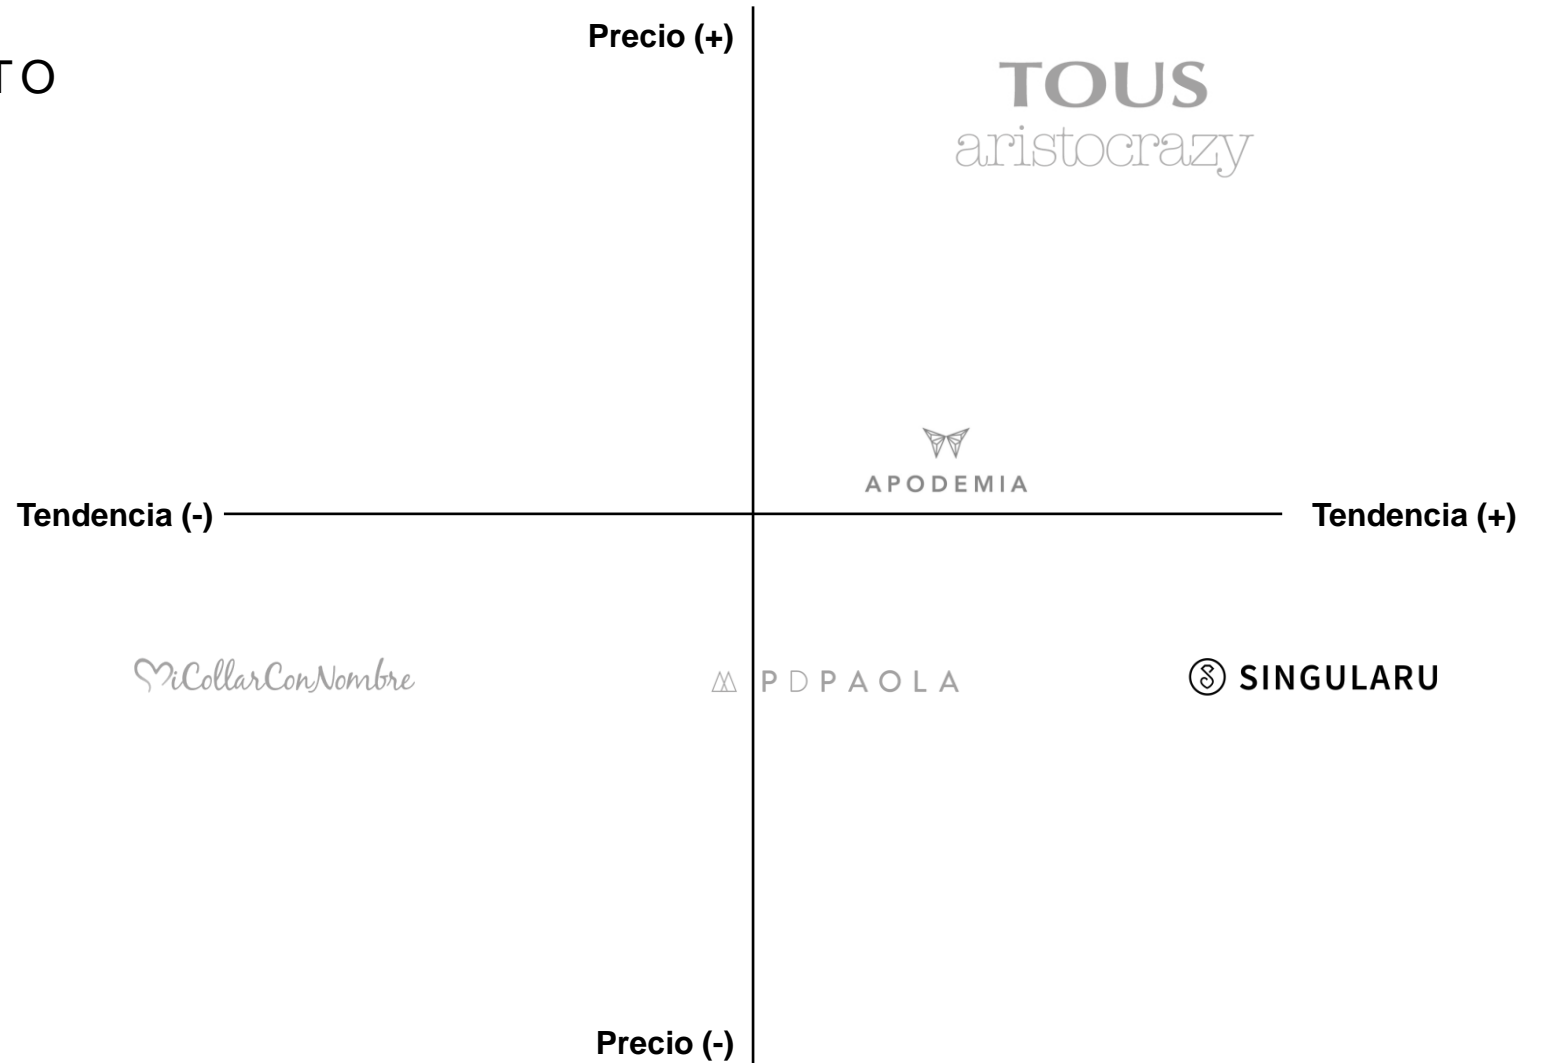 Precio (+)
TO
TOUS
aristocrazy
APODEMIA
Tendencia (-)
Tendencia (+)
MiCollarConNombre
PDPAOLA
SINGULARU
Precio (-)